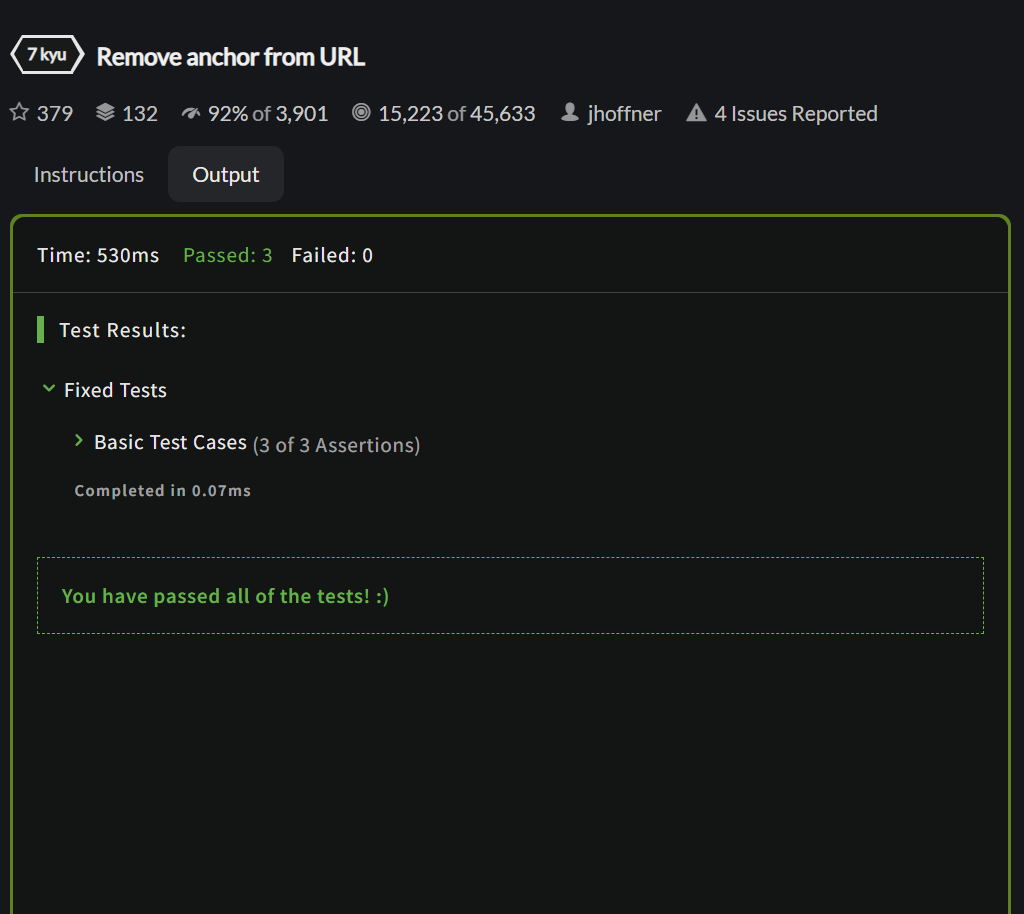 7 kyu Remove anchor from URL
379 132 92% of 3,901 15,223 of 45,633 jhoffner 4 Issues Reported
Instructions Output
Time: 530ms Passed: 3 Failed: 0
Test Results:
Fixed Tests
Basic Test Cases (3 of 3 Assertions)
Completed in 0.07ms
You have passed all of the tests! :)